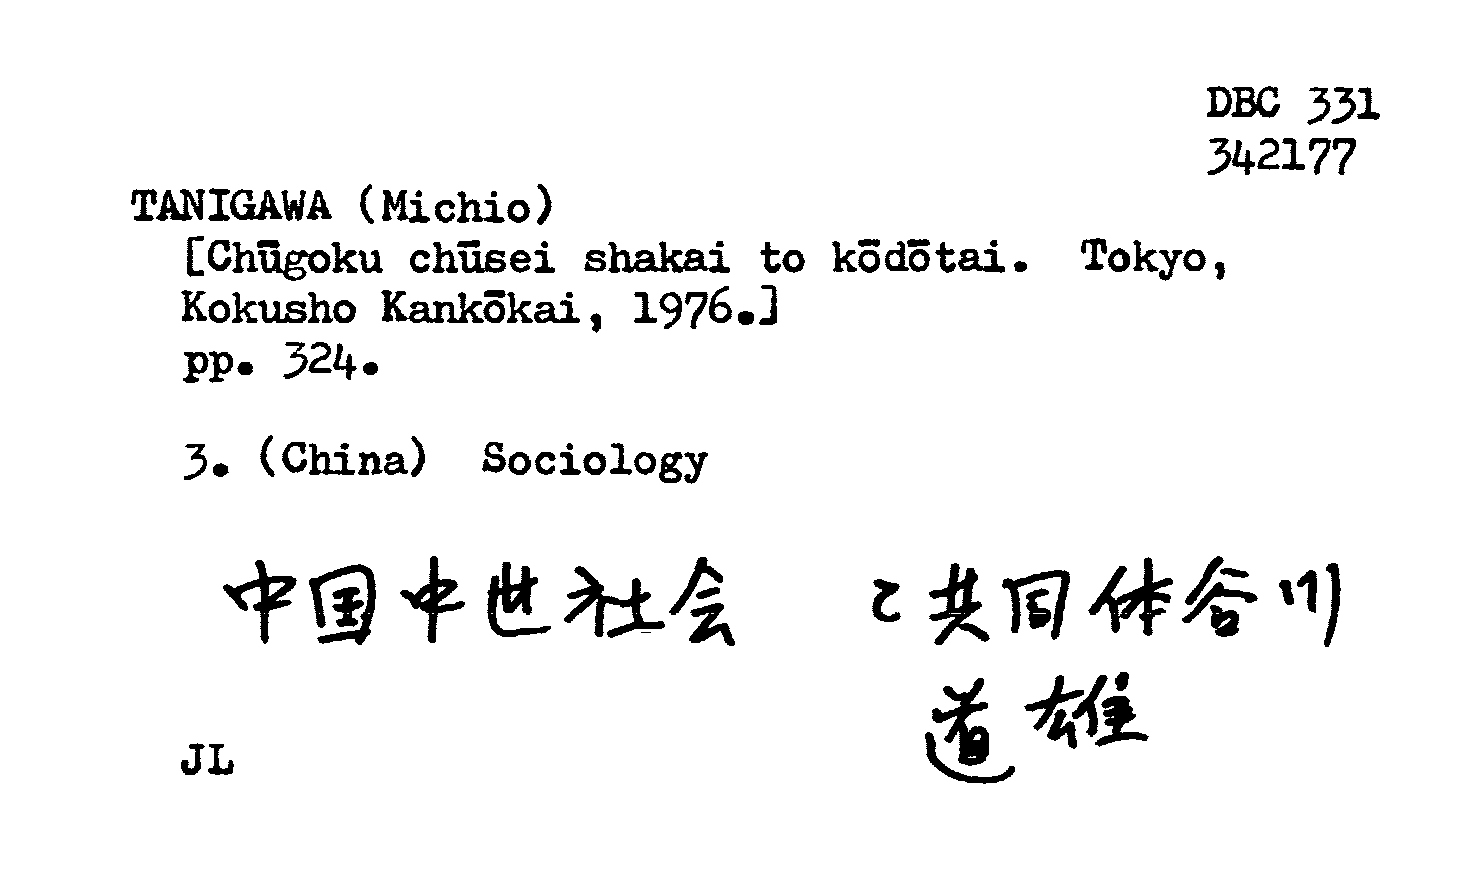 DBC 331
342177
TANIGAWA (Michio)
[Chūgoku chūsei shakai to kōdōtai. Tokyo,
Kokusho Kankōkai, 1976.]
pp. 324.
3. (China) Sociology
中国中世社会 と共同体谷川
道雄
JL